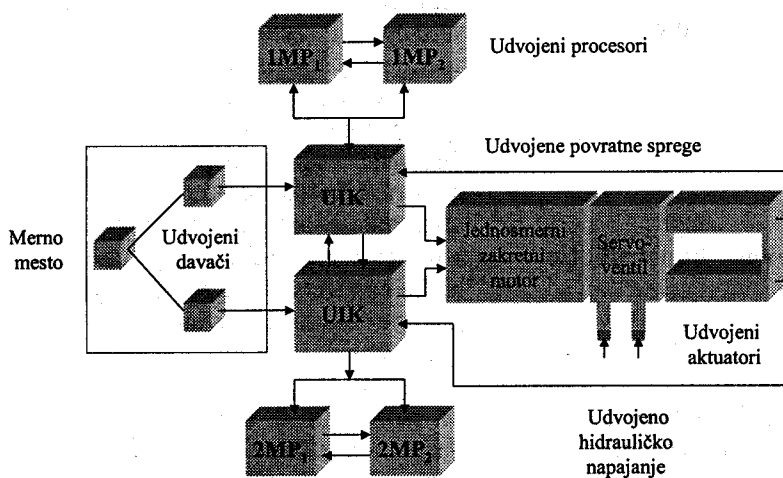 1MP₁
1MP₂
Udvojeni procesori
UIK
Udvojene povratne sprege
Merno
mesto
Udvojeni
davači
Jednosmerni
zakretni
motor
Servo-
ventil
UIK
Udvojeni
aktuatori
2MP₁
2MP₂
Udvojeno
hidrauličko
napajanje